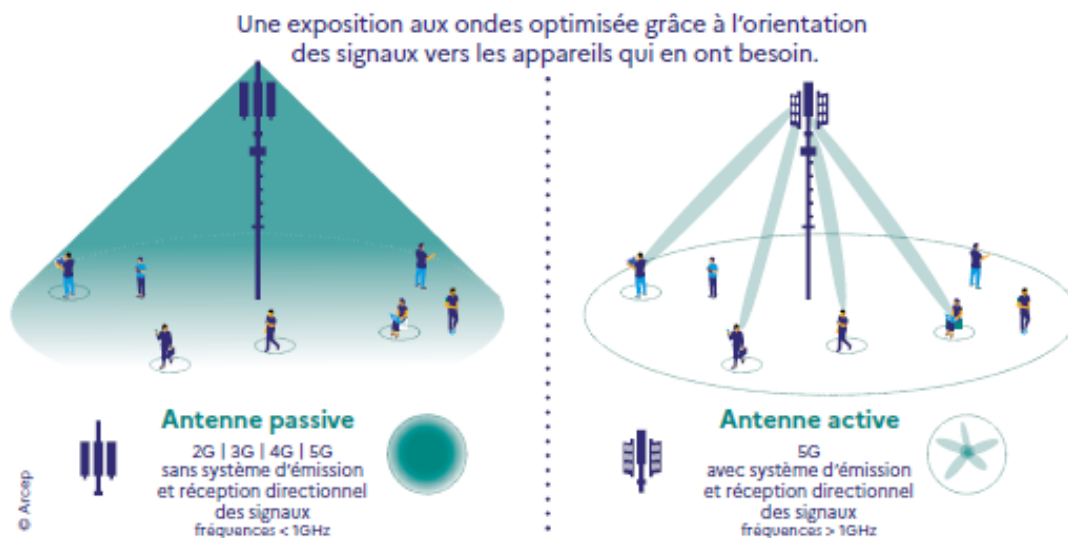 Une exposition aux ondes optimisée grâce à l'orientation
des signaux vers les appareils qui en ont besoin.
Antenne passive
2G | 3G | 4G | 5G
sans système d'émission
et réception directionnel
des signaux
fréquences < 1GHz
Antenne active
5G
avec système d'émission
et réception directionnel
des signaux
fréquences > 1GHz
© Arcep